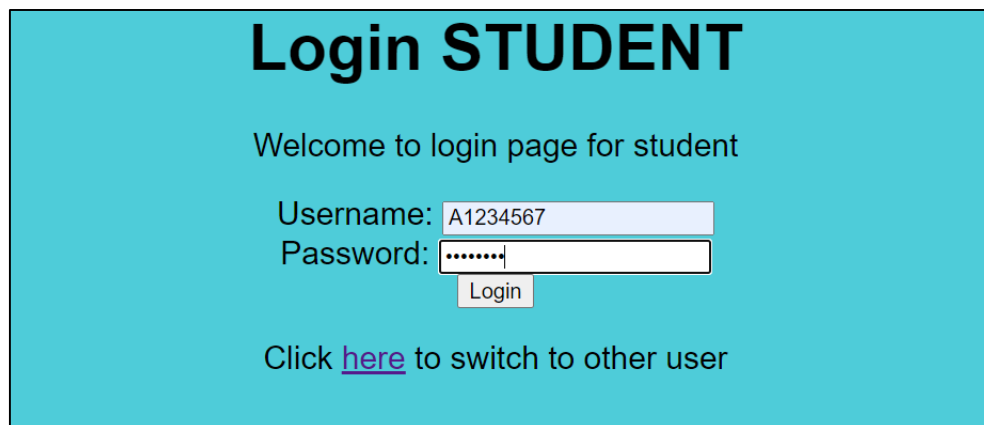 Login STUDENT
Welcome to login page for student
Username: A1234567
Password: ••••••••
Login
Click here to switch to other user